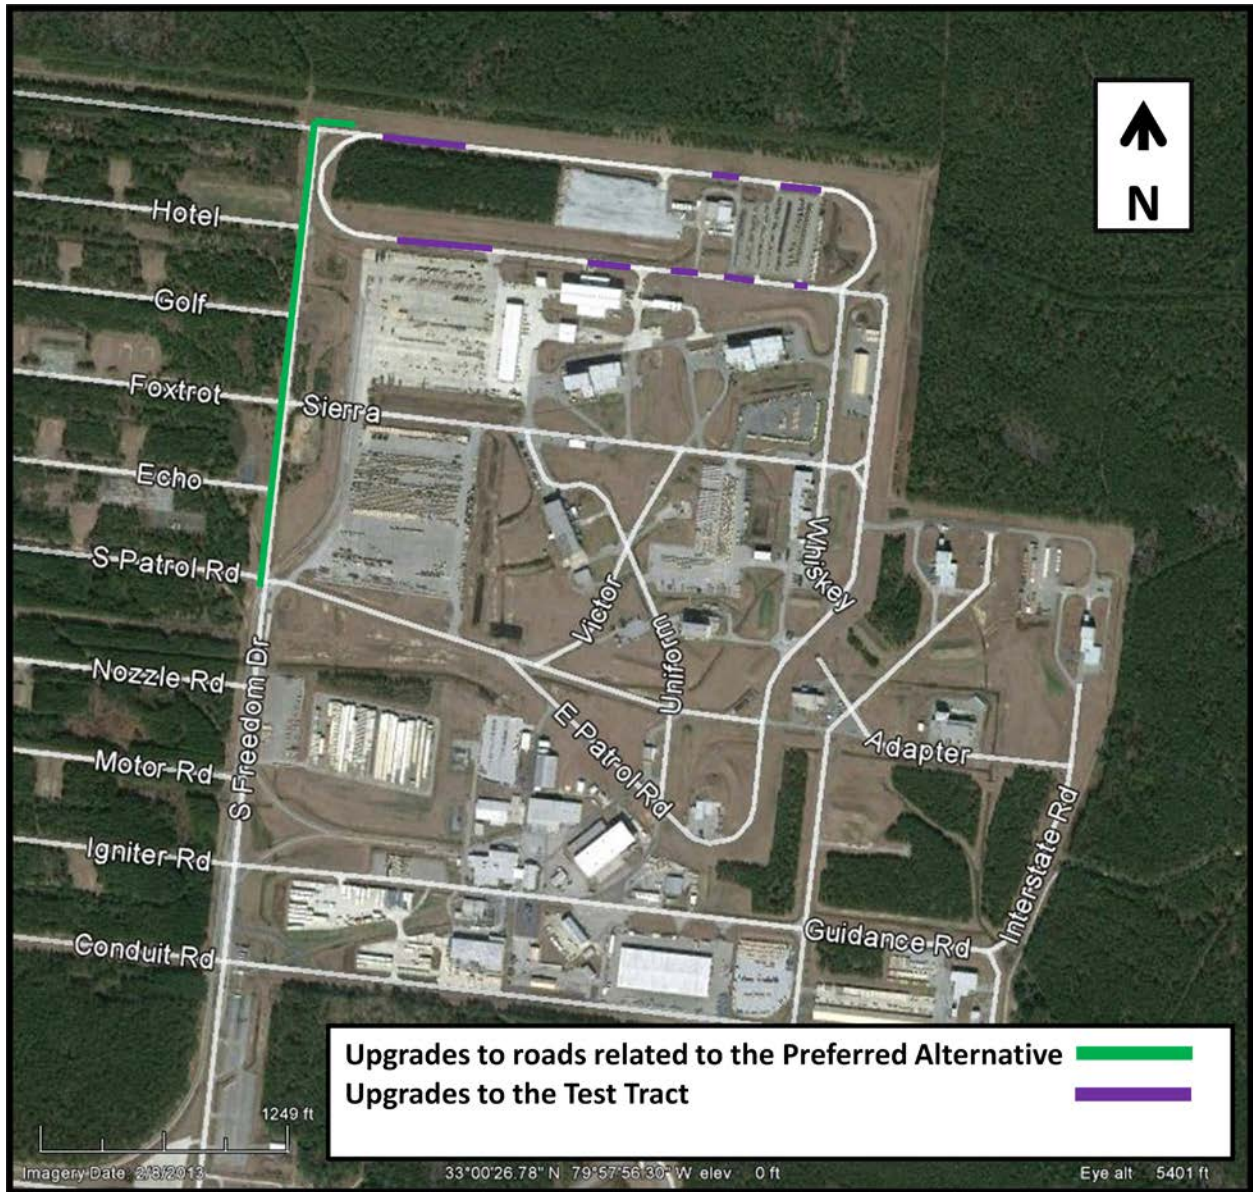 N
Hotel
Golf
Foxtrot
Sierra
Echo
S Patrol Rd
Whiskey
Victor
Uniform
Nozzle Rd
S Freedom Dr
E Patrol Rd
Adapter
Motor Rd
Interstate Rd
Igniter Rd
Guidance Rd
Conduit Rd
Upgrades to roads related to the Preferred Alternative
Upgrades to the Test Tract
1249 ft
Imagery Date: 2/8/2013 33°00'26.78" N 79°57'56.30" W elev 0 ft Eye alt 5401 ft